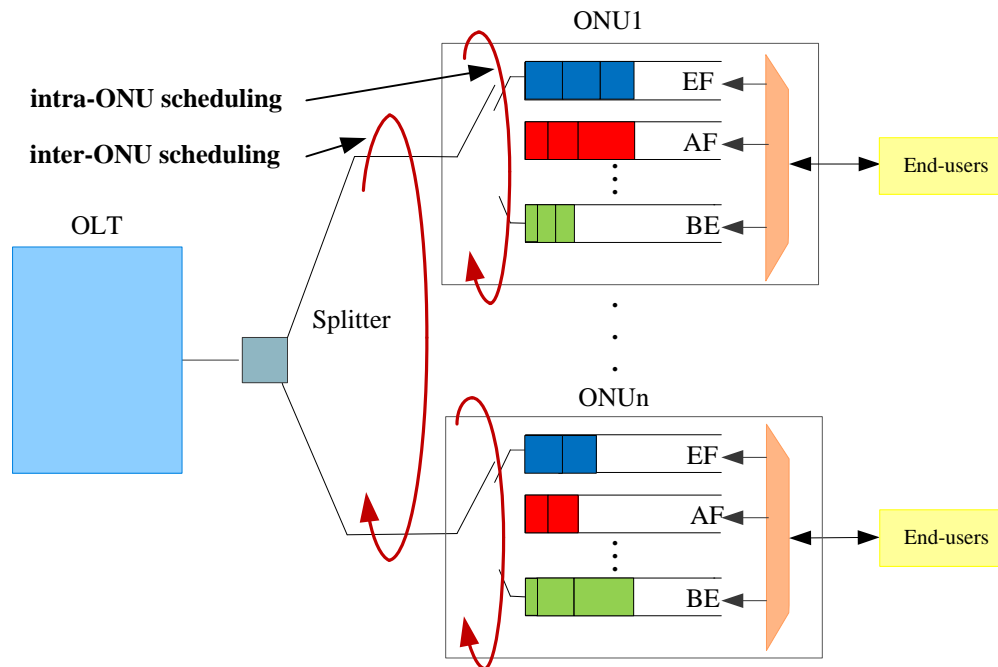 ONU1
intra-ONU scheduling
EF
inter-ONU scheduling
AF
End-users
BE
OLT
Splitter
ONUn
EF
AF
End-users
BE